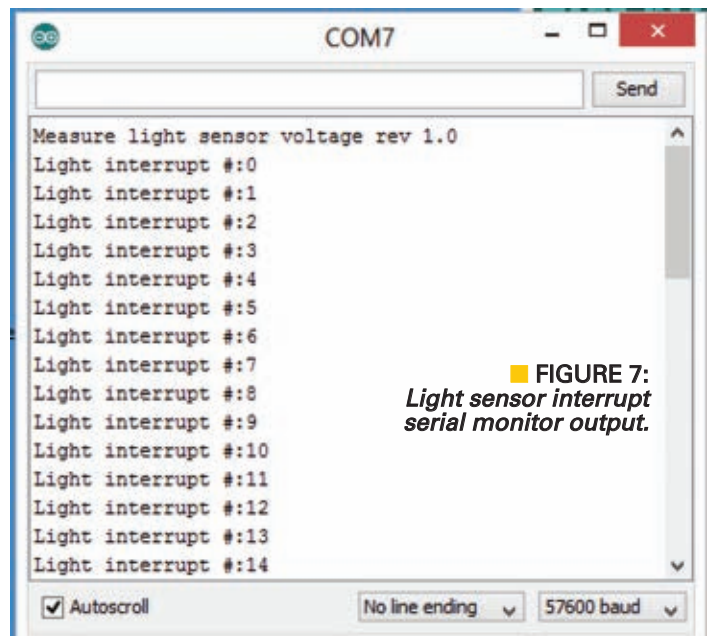 COM7
Send
Measure light sensor voltage rev 1.0
Light interrupt #:0
Light interrupt #:1
Light interrupt #:2
Light interrupt #:3
Light interrupt #:4
Light interrupt #:5
Light interrupt #:6
Light interrupt #:7
Light interrupt #:8
Light interrupt #:9
Light interrupt #:10
Light interrupt #:11
Light interrupt #:12
Light interrupt #:13
Light interrupt #:14
FIGURE 7:
Light sensor interrupt
serial monitor output.
Autoscroll
No line ending
57600 baud